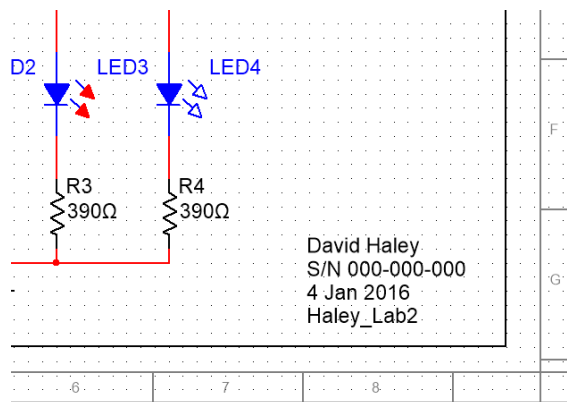 D2
LED3
LED4
F
R3
390Ω
R4
390Ω
David Haley
S/N 000-000-000
4 Jan 2016
Haley_Lab2
G
6
7
8